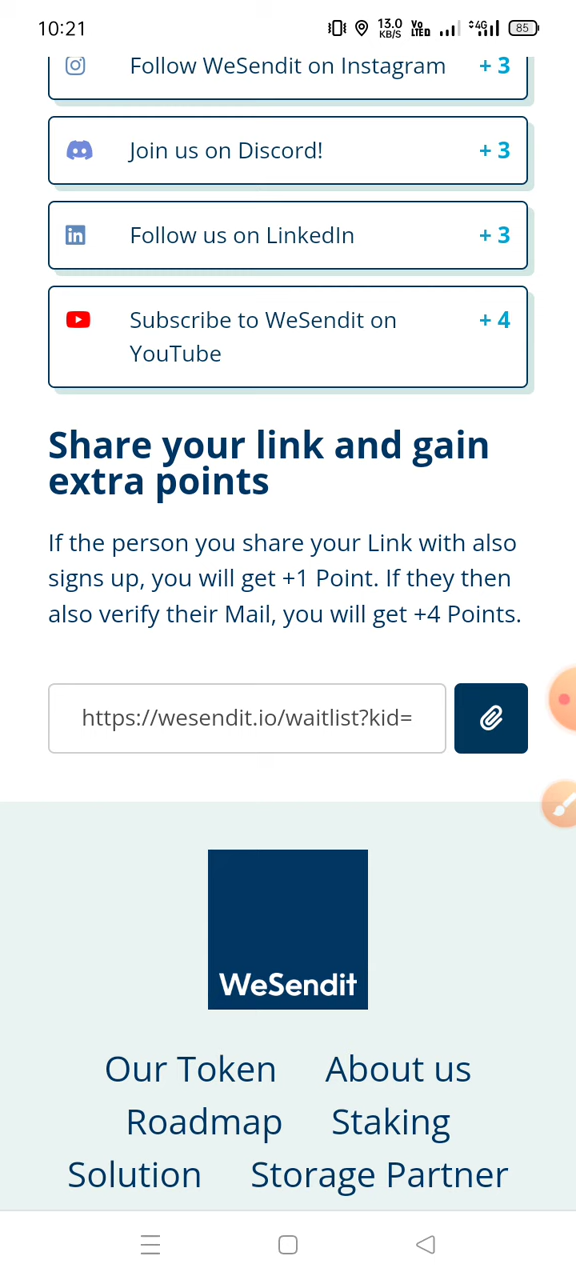 10:21
13.0
KB/S
Vo
LTED
4G
85
Follow WeSendit on Instagram + 3
Join us on Discord! + 3
in Follow us on LinkedIn + 3
Subscribe to WeSendit on + 4
YouTube
Share your link and gain
extra points
If the person you share your Link with also
signs up, you will get +1 Point. If they then
also verify their Mail, you will get +4 Points.
https://wesendit.io/waitlist?kid=
WeSendit
Our Token About us
Roadmap Staking
Solution Storage Partner